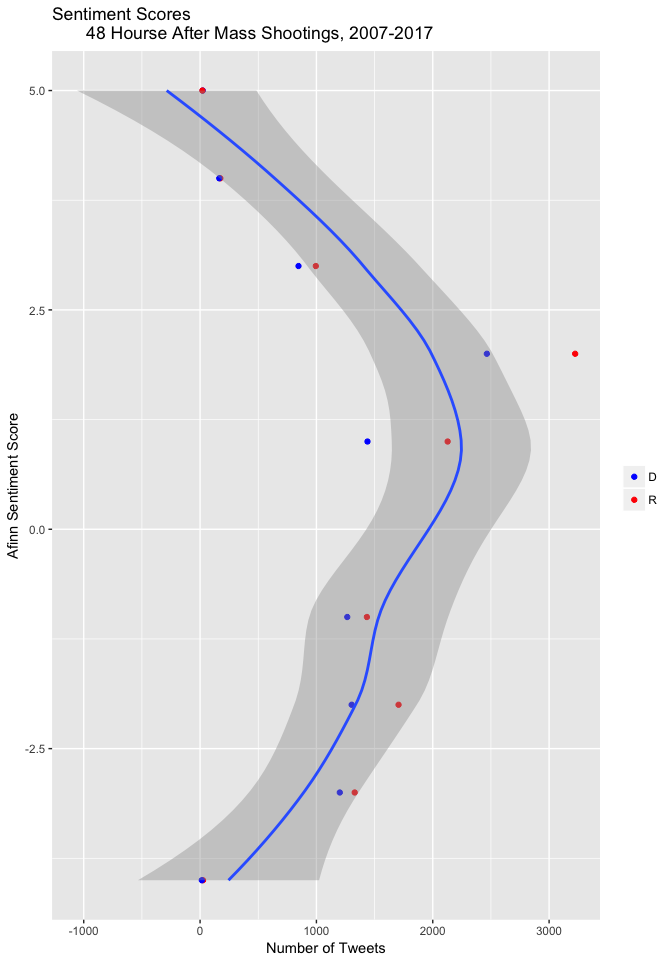 Sentiment Scores
48 Hourse After Mass Shootings, 2007-2017
5.0
2.5
0.0
-2.5
Afinn Sentiment Score
-1000 0 1000 2000 3000
Number of Tweets
D
R